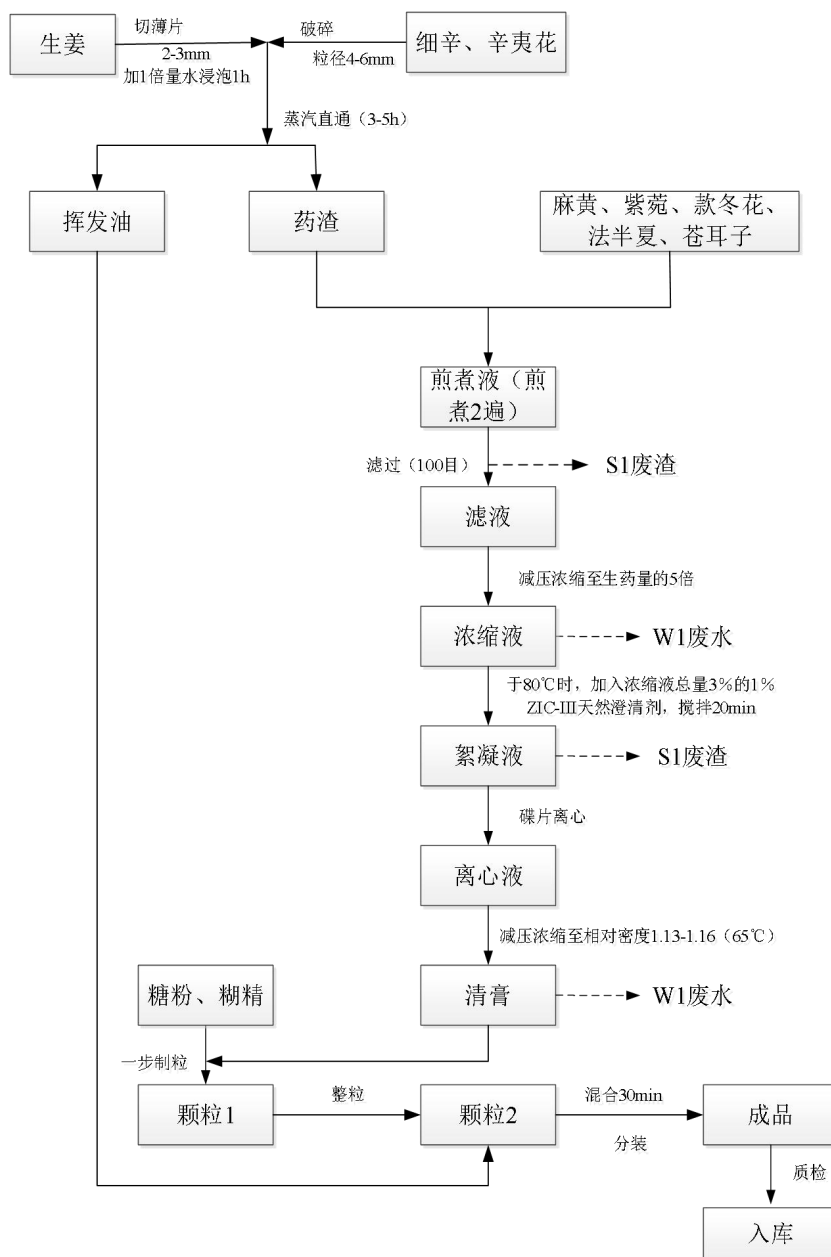 生姜
切薄片
2-3mm
加1倍量水浸泡1h
破碎
粒径4-6mm
细辛、辛夷花
蒸汽直通（3-5h）
挥发油
药渣
麻黄、紫菀、款冬花、
法半夏、苍耳子
煎煮液（煎
煮2遍）
滤过（100目）
S1废渣
滤液
减压浓缩至生药量的5倍
浓缩液
W1废水
于80℃时，加入浓缩液总量3%的1%
ZIC-III天然澄清剂，搅拌20min
絮凝液
S1废渣
碟片离心
离心液
减压浓缩至相对密度1.13-1.16（65℃）
糖粉、糊精
清膏
W1废水
一步制粒
颗粒1
整粒
颗粒2
混合30min
分装
成品
质检
入库